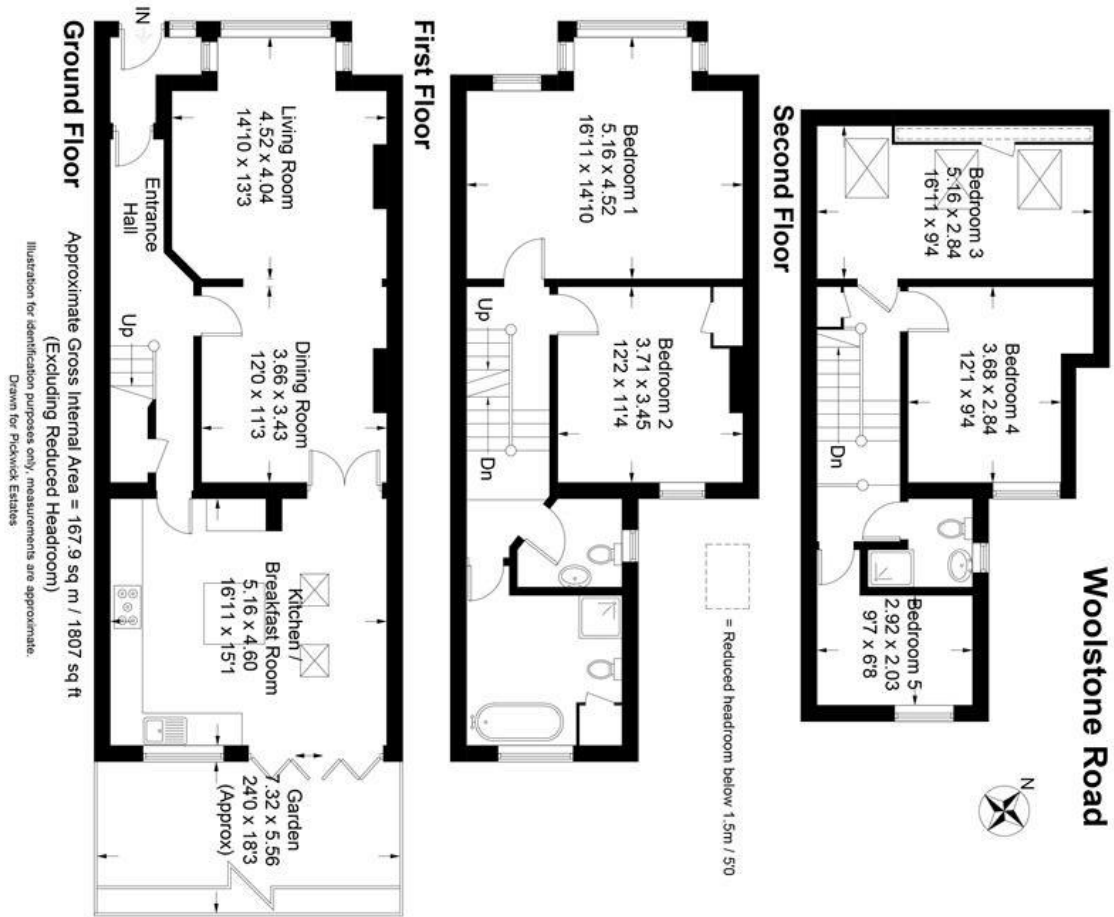 Woolstone Road
N
= Reduced headroom below 1.5m / 5'0
Second Floor
Bedroom 3
5.16 x 2.84
16'11 x 9'4
Bedroom 4
3.68 x 2.84
12'1 x 9'4
Dn
Bedroom 5
2.92 x 2.03
9'7 x 6'8
First Floor
Bedroom 1
5.16 x 4.52
16'11 x 14'10
Bedroom 2
3.71 x 3.45
12'2 x 11'4
Up
Dn
Ground Floor
IN
Living Room
4.52 x 4.04
14'10 x 13'3
Entrance
Hall
Up
Dining Room
3.66 x 3.43
12'0 x 11'3
Kitchen /
Breakfast Room
5.16 x 4.60
16'11 x 15'1
Garden
7.32 x 5.56
24'0 x 18'3
(Approx)
Approximate Gross Internal Area = 167.9 sq m / 1807 sq ft
(Excluding Reduced Headroom)
Illustration for identification purposes only, measurements are approximate.
Drawn for Pickwick Estates